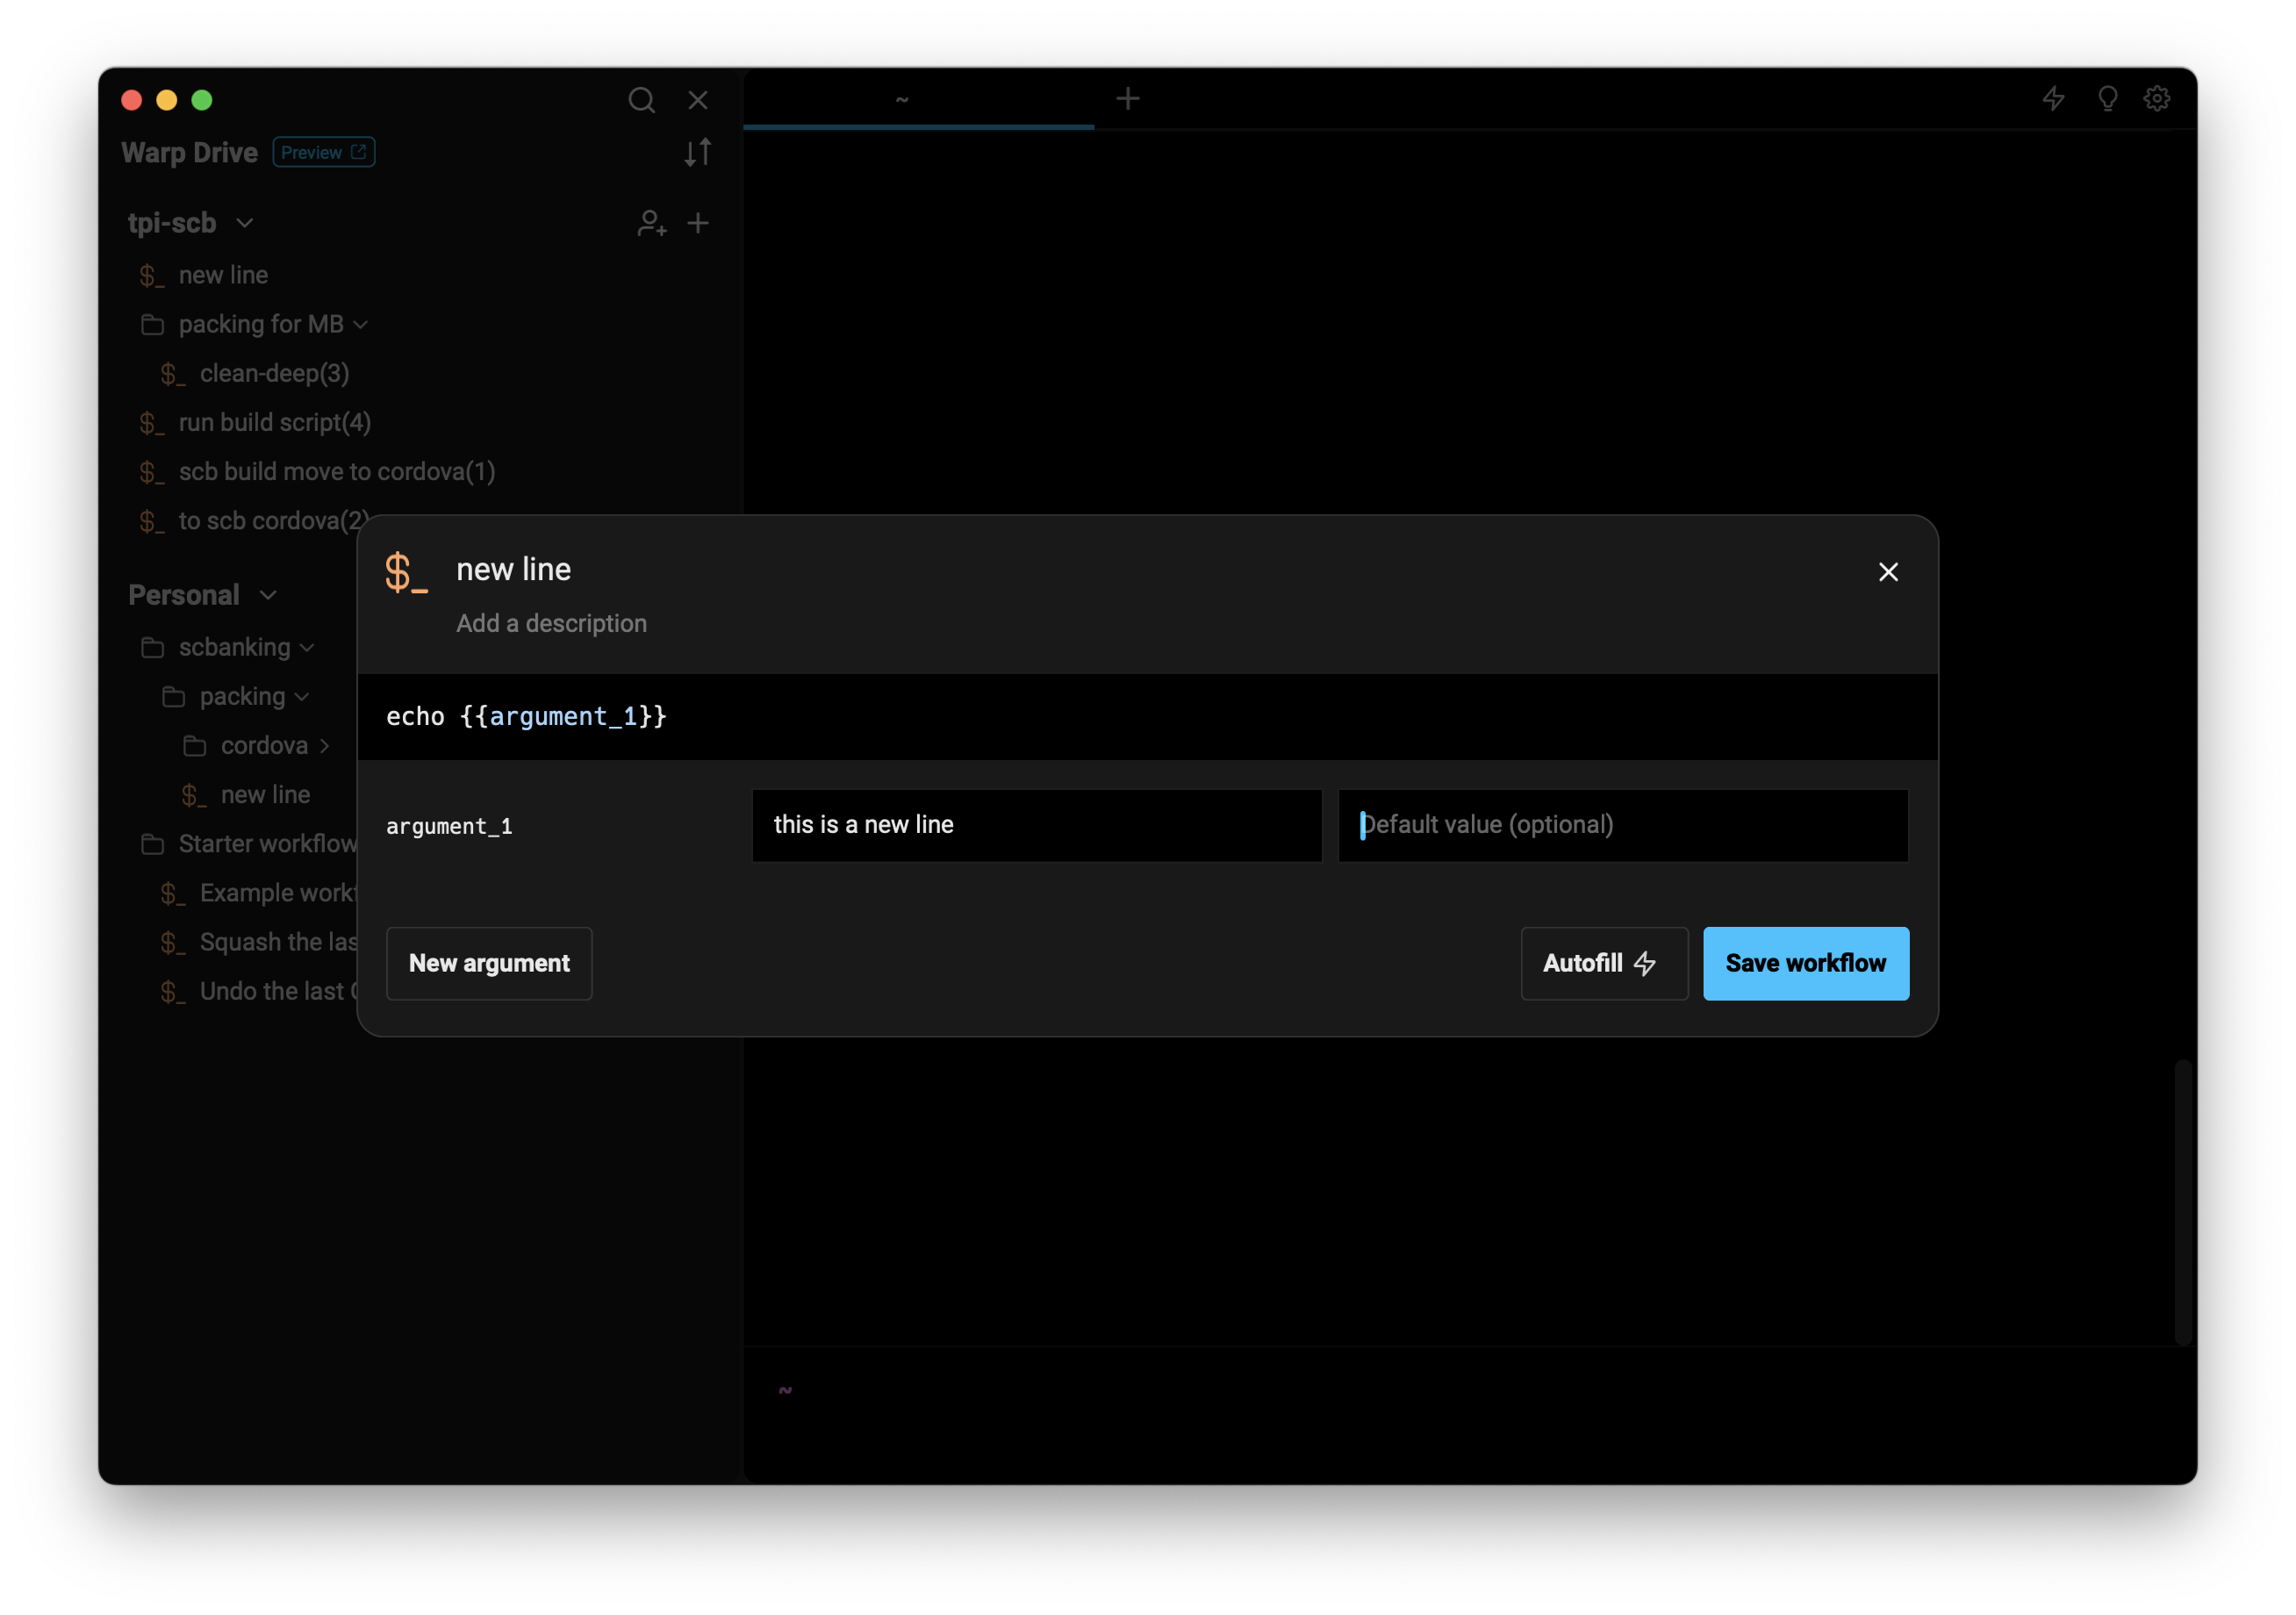 ~
Warp Drive Preview
tpi-scb
$_ new line
packing for MB
$_ clean-deep(3)
$_ run build script(4)
$_ scb build move to cordova(1)
$_ to scb cordova(2)
Personal
scbanking
packing
cordova
$_ new line
Starter workflow
$_ Example workf
$_ Squash the las
$_ Undo the last
$_ new line
Add a description
echo {{argument_1}}
argument_1 this is a new line Default value (optional)
New argument Autofill Save workflow
~